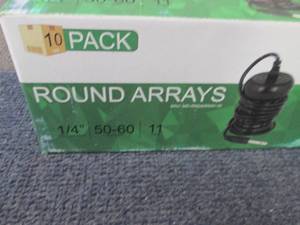 10 PACK
ROUND ARRAYS
1/4" | 50-60 | 11